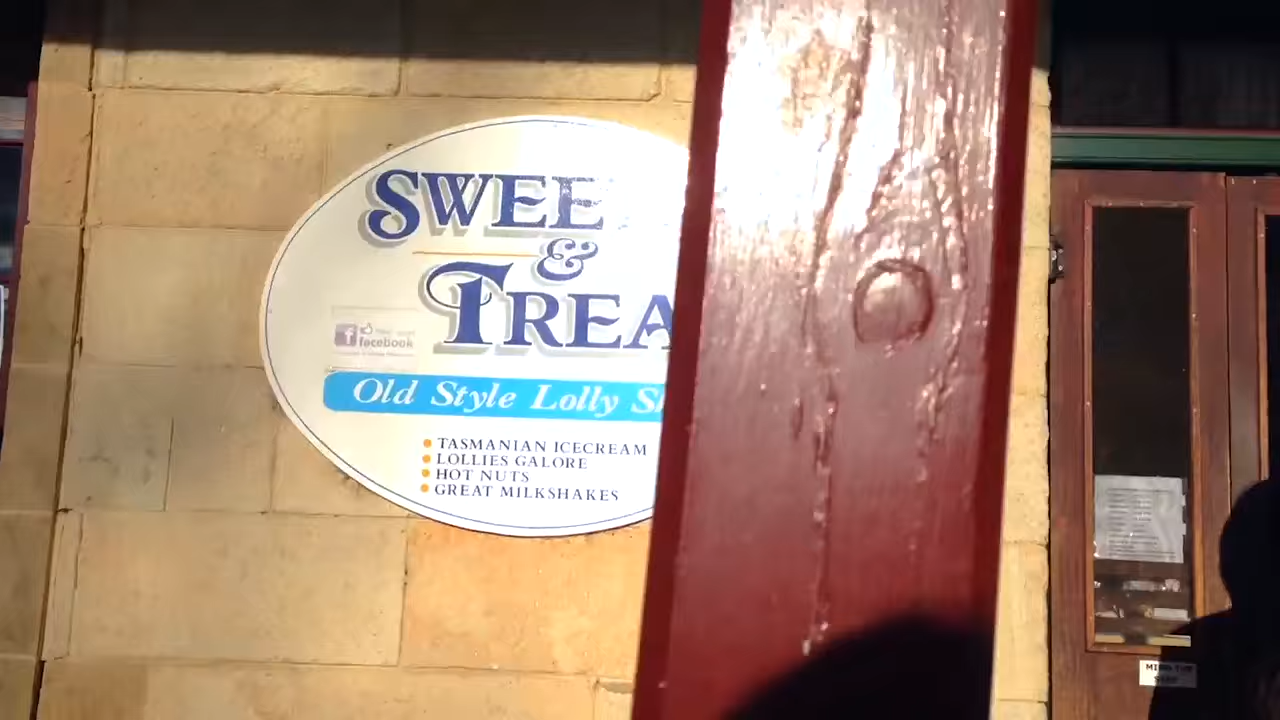 SWEE
&
TREA
facebook
Old Style Lolly S
TASMANIAN ICECREAM
LOLLIES GALORE
HOT NUTS
GREAT MILKSHAKES